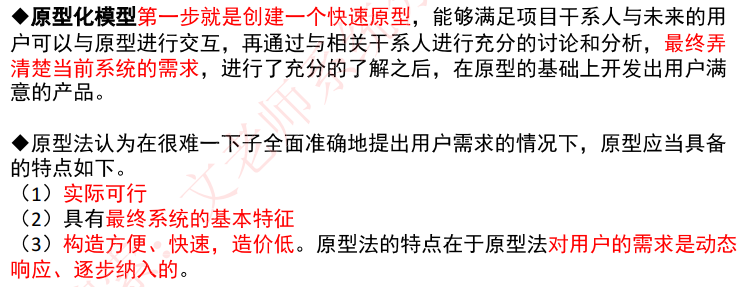 ◆原型化模型第一步就是创建一个快速原型，能够满足项目干系人与未来的用
户可以与原型进行交互，再通过与相关干系人进行充分的讨论和分析，最终弄
清楚当前系统的需求，进行了充分的了解之后，在原型的基础上开发出用户满
意的产品。
◆原型法认为在很难一下子全面准确地提出用户需求的情况下，原型应当具备
的特点如下。
（1）实际可行
（2）具有最终系统的基本特征
（3）构造方便、快速，造价低。原型法的特点在于原型法对用户的需求是动态
响应、逐步纳入的。
文老师